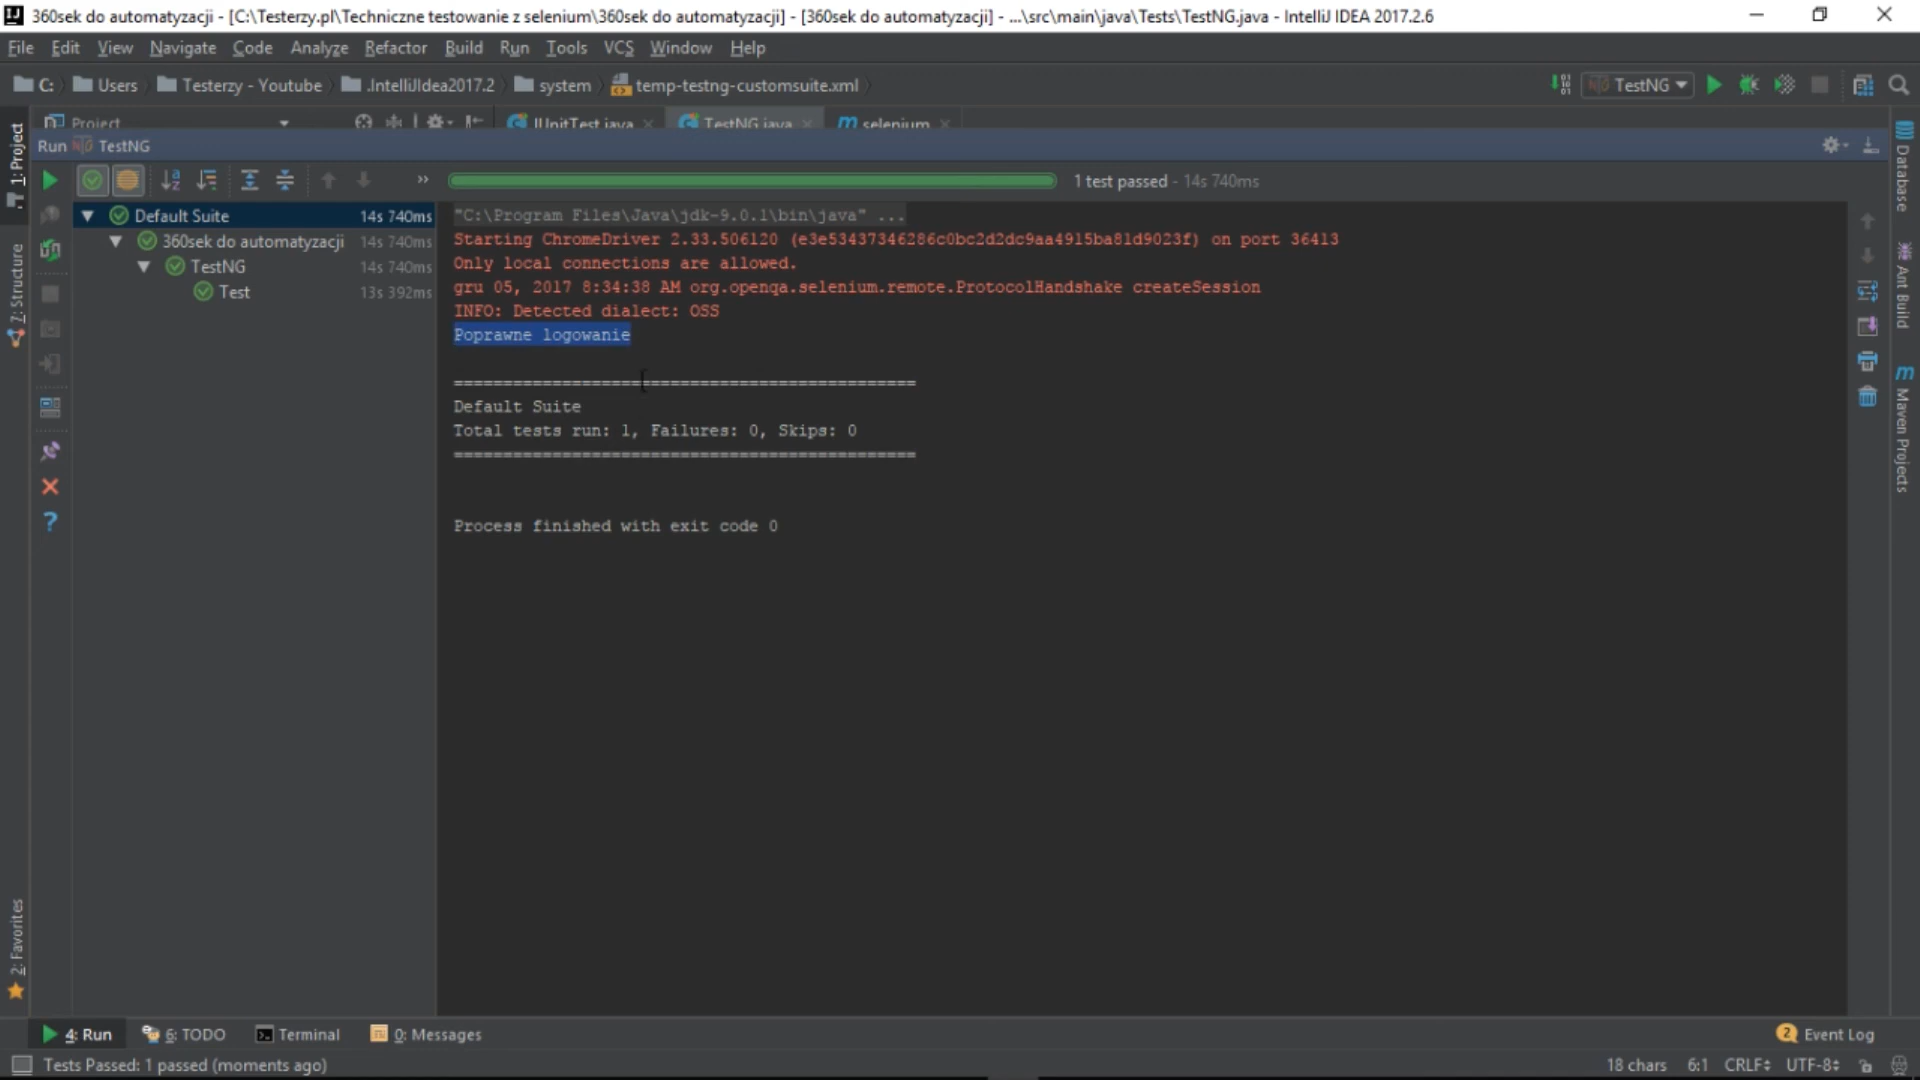 360sek do automatyzacji - [C:\Testerzy.pl\Techniczne testowanie z selenium\360sek do automatyzacji] - [360sek do automatyzacji] - ...\src\main\java\Tests\TestNG.java - IntelliJ IDEA 2017.2.6
File Edit View Navigate Code Analyze Refactor Build Run Tools VCS Window Help
C: Users Testerzy - Youtube .IntelliJIdea2017.2 system temp-testng-customsuite.xml TestNG
Project JUnitTest.java TestNG.java selenium
Run TestNG
1 test passed - 14s 740ms
Default Suite 14s 740ms
360sek do automatyzacji 14s 740ms
TestNG 14s 740ms
Test 13s 392ms
"C:\Program Files\Java\jdk-9.0.1\bin\java" ...
Starting ChromeDriver 2.33.506120 (e3e53437346286c0bc2d2dc9aa4915ba81d9023f) on port 36413
Only local connections are allowed.
gru 05, 2017 8:34:38 AM org.openqa.selenium.remote.ProtocolHandshake createSession
INFO: Detected dialect: OSS
Poprawne logowanie
===============================================
Default Suite
Total tests run: 1, Failures: 0, Skips: 0
===============================================
Process finished with exit code 0
1: Project
7: Structure
2: Favorites
Database
Ant Build
Maven Projects
4: Run 6: TODO Terminal 0: Messages 2 Event Log
Tests Passed: 1 passed (moments ago) 18 chars 6:1 CRLF UTF-8